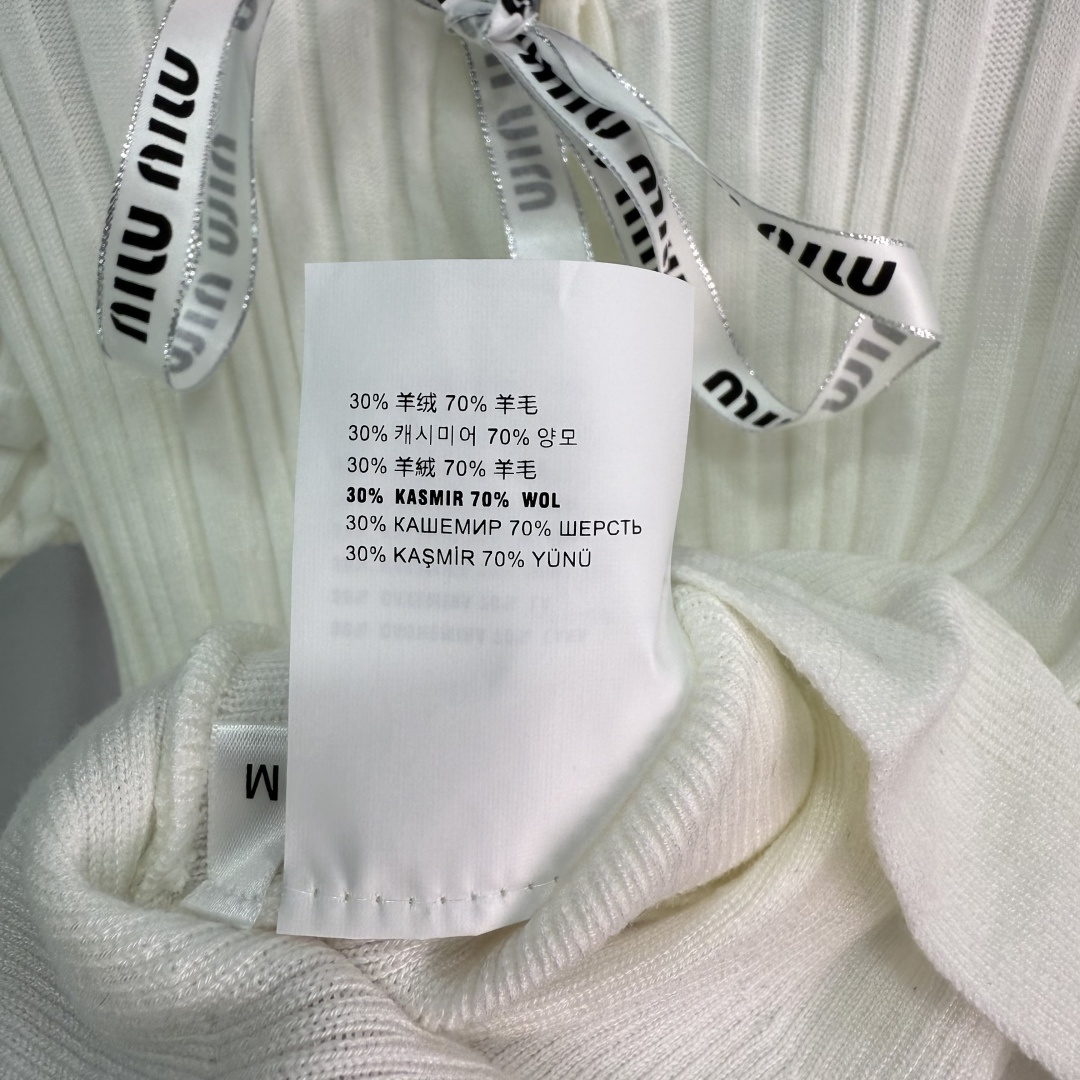 MIU MIU
MIU
MIU MIU
MIU
MIU
30% 羊绒 70% 羊毛
30% 캐시미어 70% 양모
30% 羊絨 70% 羊毛
30% KASMIR 70% WOL
30% КАШЕМИР 70% ШЕРСТЬ
30% KAŞMİR 70% YÜNÜ
M